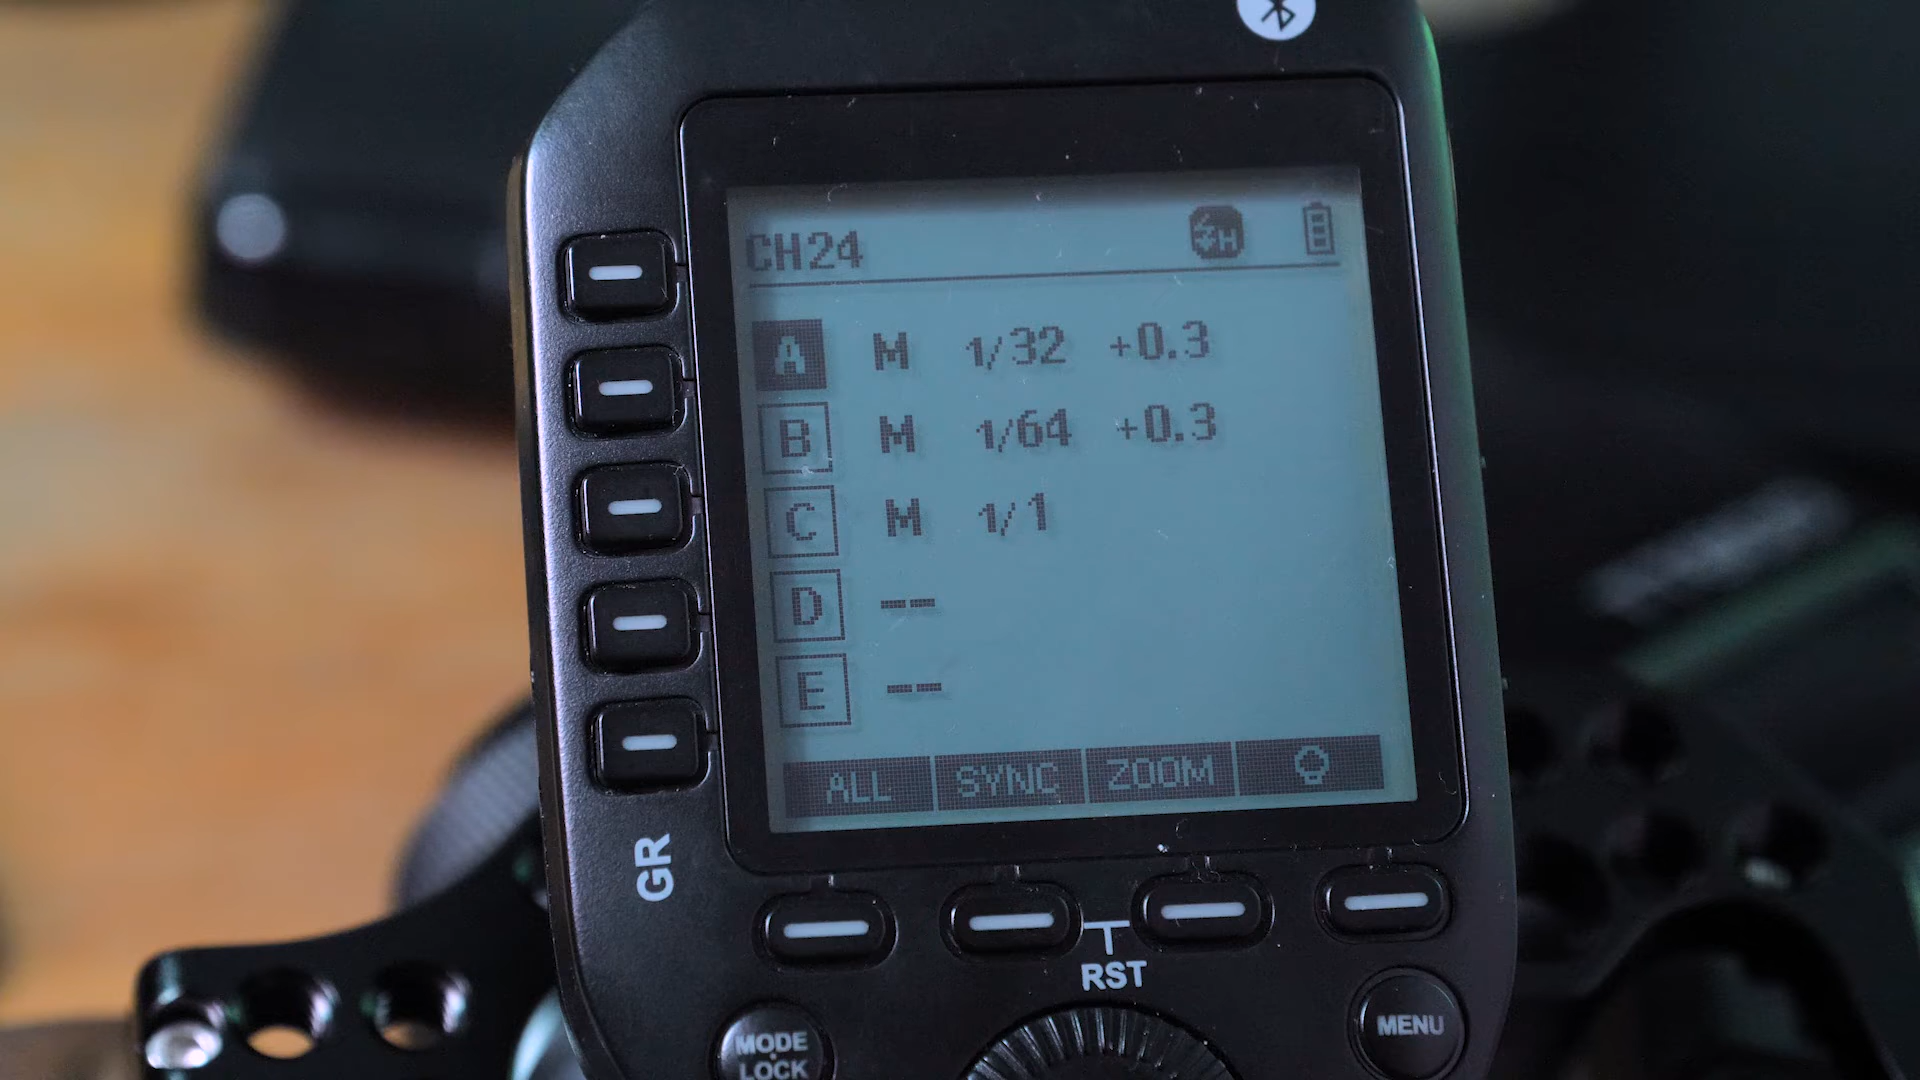 CH24 H
A M 1/32 +0.3
B M 1/64 +0.3
C M 1/1
D --
E --
ALL SYNC ZOOM
GR
RST
MODE
LOCK
MENU